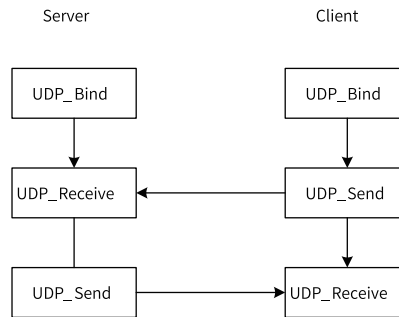 Server
Client
UDP_Bind
UDP_Bind
UDP_Receive
UDP_Send
UDP_Send
UDP_Receive